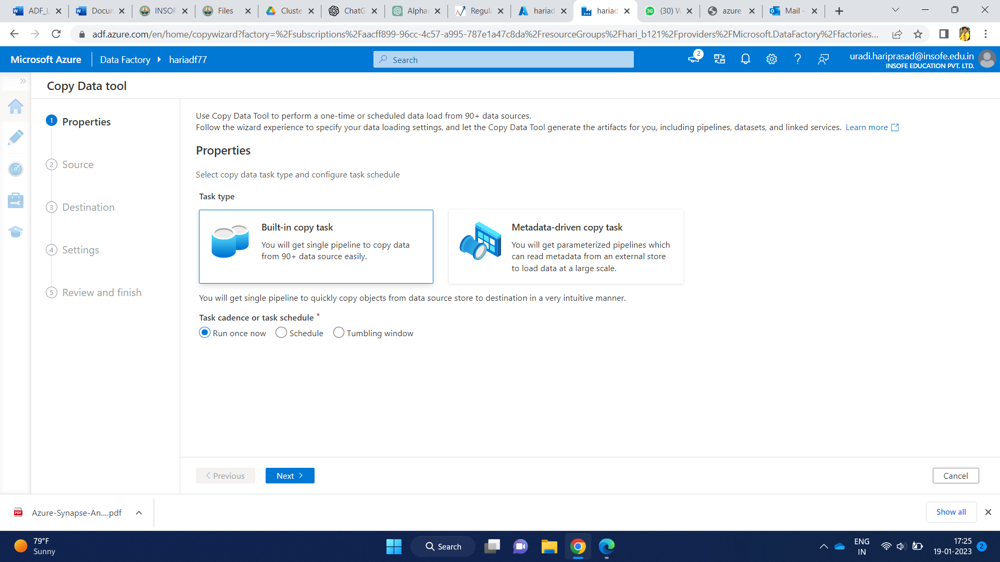 ADF_L
Docum
INSOF
Files
Cluste
ChatG
Alphan
Regula
hariad
hariad
30
(30) W
azure
Mail -
adf.azure.com/en/home/copywizard?factory=%2Fsubscriptions%2Faacff899-96cc-4c57-a995-787e1a47c8da%2FresourceGroups%2Fhari_b121%2Fproviders%2FMicrosoft.DataFactory%2Ffactories...
Microsoft Azure
Data Factory
hariadf77
Search
2
uradi.hariprasad@insofe.edu.in
INSOFE EDUCATION PVT. LTD.
Copy Data tool
1 Properties
2 Source
3 Destination
4 Settings
5 Review and finish
Use Copy Data Tool to perform a one-time or scheduled data load from 90+ data sources.
Follow the wizard experience to specify your data loading settings, and let the Copy Data Tool generate the artifacts for you, including pipelines, datasets, and linked services. Learn more
Properties
Select copy data task type and configure task schedule
Task type
Built-in copy task
You will get single pipeline to copy data
from 90+ data source easily.
Metadata-driven copy task
You will get parameterized pipelines which
can read metadata from an external store
to load data at a large scale.
You will get single pipeline to quickly copy objects from data source store to destination in a very intuitive manner.
Task cadence or task schedule *
Run once now
Schedule
Tumbling window
< Previous
Next >
Cancel
PDF
Azure-Synapse-An....pdf
Show all
79°F
Sunny
Search
ENG
IN
17:25
19-01-2023
2